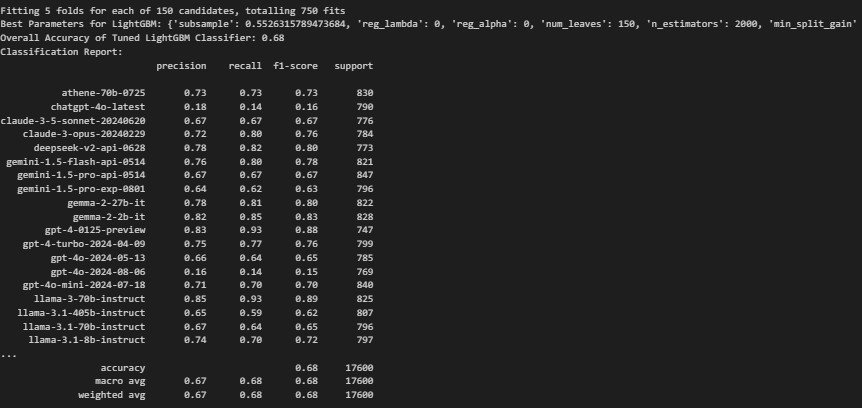 Fitting 5 folds for each of 150 candidates, totalling 750 fits
Best Parameters for LightGBM: {'subsample': 0.5526315789473684, 'reg_lambda': 0, 'reg_alpha': 0, 'num_leaves': 150, 'n_estimators': 2000, 'min_split_gain'
Overall Accuracy of Tuned LightGBM Classifier: 0.68
Classification Report:
precision recall f1-score support
athene-70b-0725 0.73 0.73 0.73 830
chatgpt-4o-latest 0.18 0.14 0.16 790
claude-3-5-sonnet-20240620 0.67 0.67 0.67 776
claude-3-opus-20240229 0.72 0.80 0.76 784
deepseek-v2-api-0628 0.78 0.82 0.80 773
gemini-1.5-flash-api-0514 0.76 0.80 0.78 821
gemini-1.5-pro-api-0514 0.67 0.67 0.67 847
gemini-1.5-pro-exp-0801 0.64 0.62 0.63 796
gemma-2-27b-it 0.78 0.81 0.80 822
gemma-2-2b-it 0.82 0.85 0.83 828
gpt-4-0125-preview 0.83 0.93 0.88 747
gpt-4-turbo-2024-04-09 0.75 0.77 0.76 799
gpt-4o-2024-05-13 0.66 0.64 0.65 785
gpt-4o-2024-08-06 0.16 0.14 0.15 769
gpt-4o-mini-2024-07-18 0.71 0.70 0.70 840
llama-3-70b-instruct 0.85 0.93 0.89 825
llama-3.1-405b-instruct 0.65 0.59 0.62 807
llama-3.1-70b-instruct 0.67 0.64 0.65 796
llama-3.1-8b-instruct 0.74 0.70 0.72 797
...
accuracy 0.68 17600
macro avg 0.67 0.68 0.68 17600
weighted avg 0.67 0.68 0.68 17600